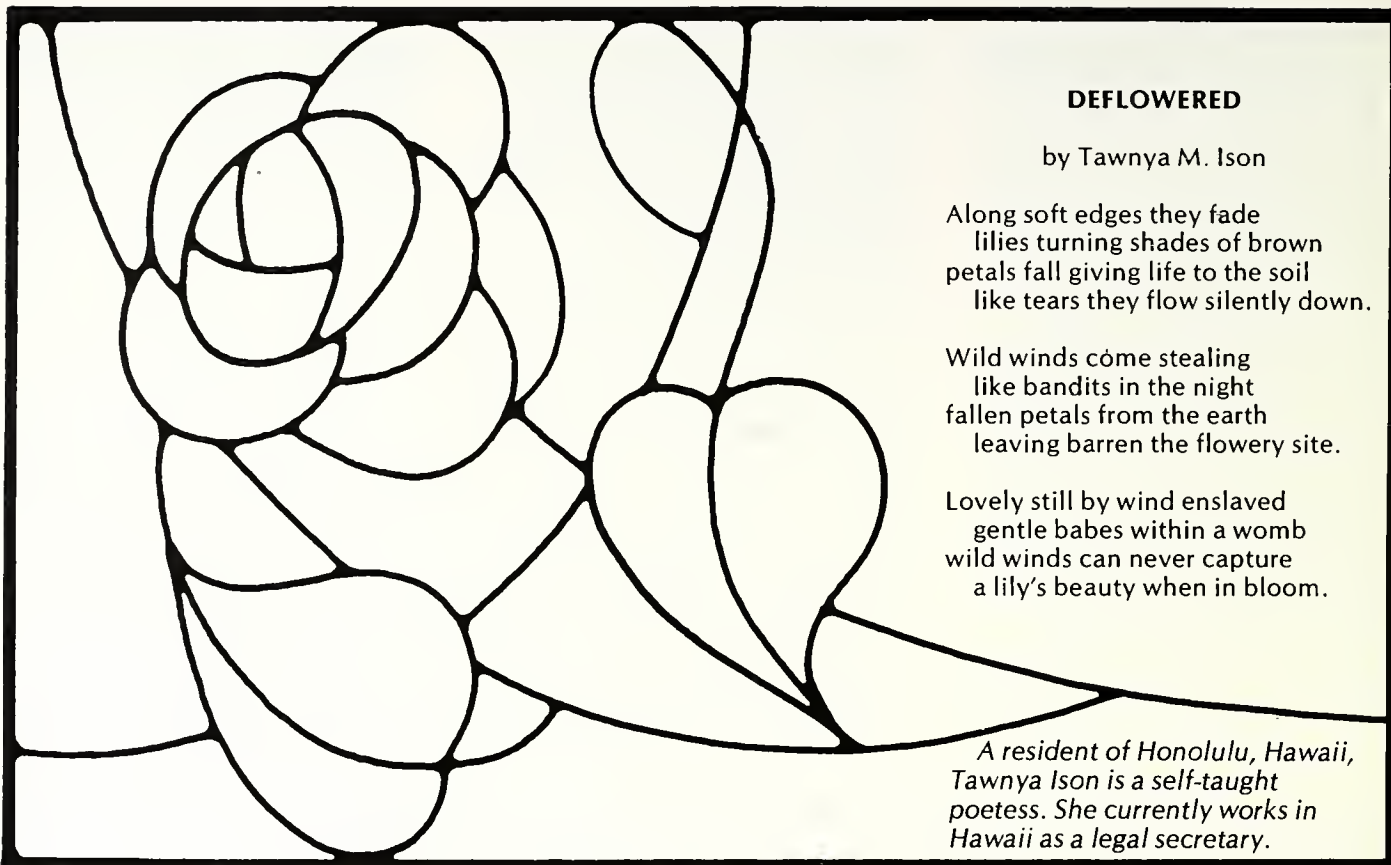 DEFLOWERED
by Tawnya M. Ison
Along soft edges they fade
lilies turning shades of brown
petals fall giving life to the soil
like tears they flow silently down.
Wild winds come stealing
like bandits in the night
fallen petals from the earth
leaving barren the flowery site.
Lovely still by wind enslaved
gentle babes within a womb
wild winds can never capture
a lily's beauty when in bloom.
A resident of Honolulu, Hawaii,
Tawnya Ison is a self-taught
poetess. She currently works in
Hawaii as a legal secretary.